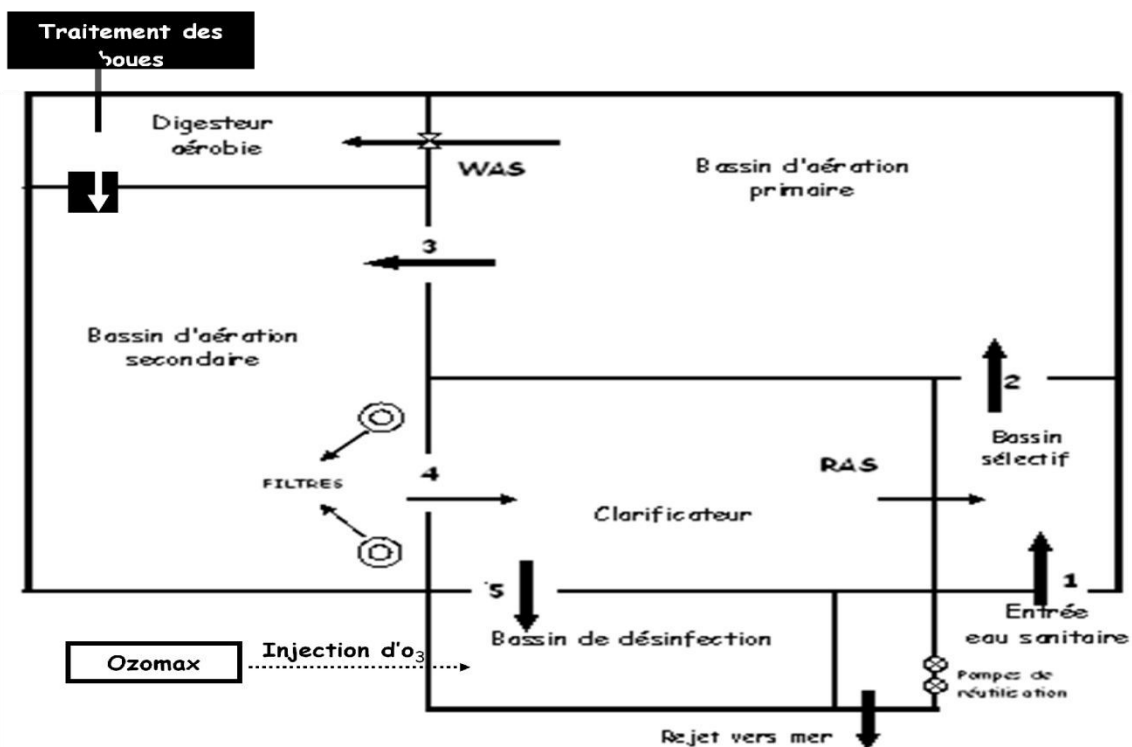 Traitement des
boues
Digesteur
aérobie
WAS
Bassin d'aération
primaire
3
Bassin d'aération
secondaire
2
Bassin
sélectif
FILTRES
4
RAS
Clarificateur
5
1
Entrée
eau sanitaire
Bassin de désinfection
Ozomax
Injection d'o3
Pompes de
réutilisation
Rejet vers mer